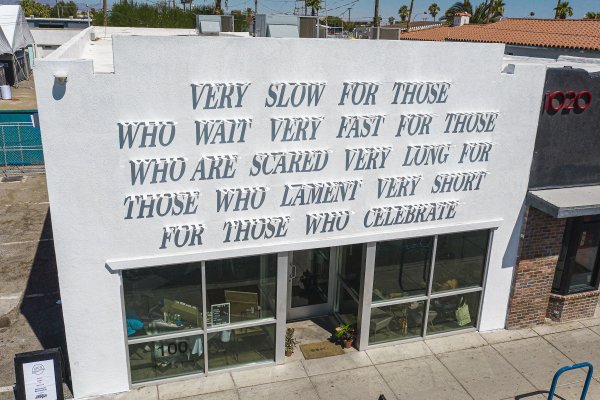 VERY SLOW FOR THOSE
WHO WAIT VERY FAST FOR THOSE
WHO ARE SCARED VERY LUNG FOR
THOSE WHO LAMENT VERY SHORT
FOR THOSE WHO CELEBRATE
1020
100